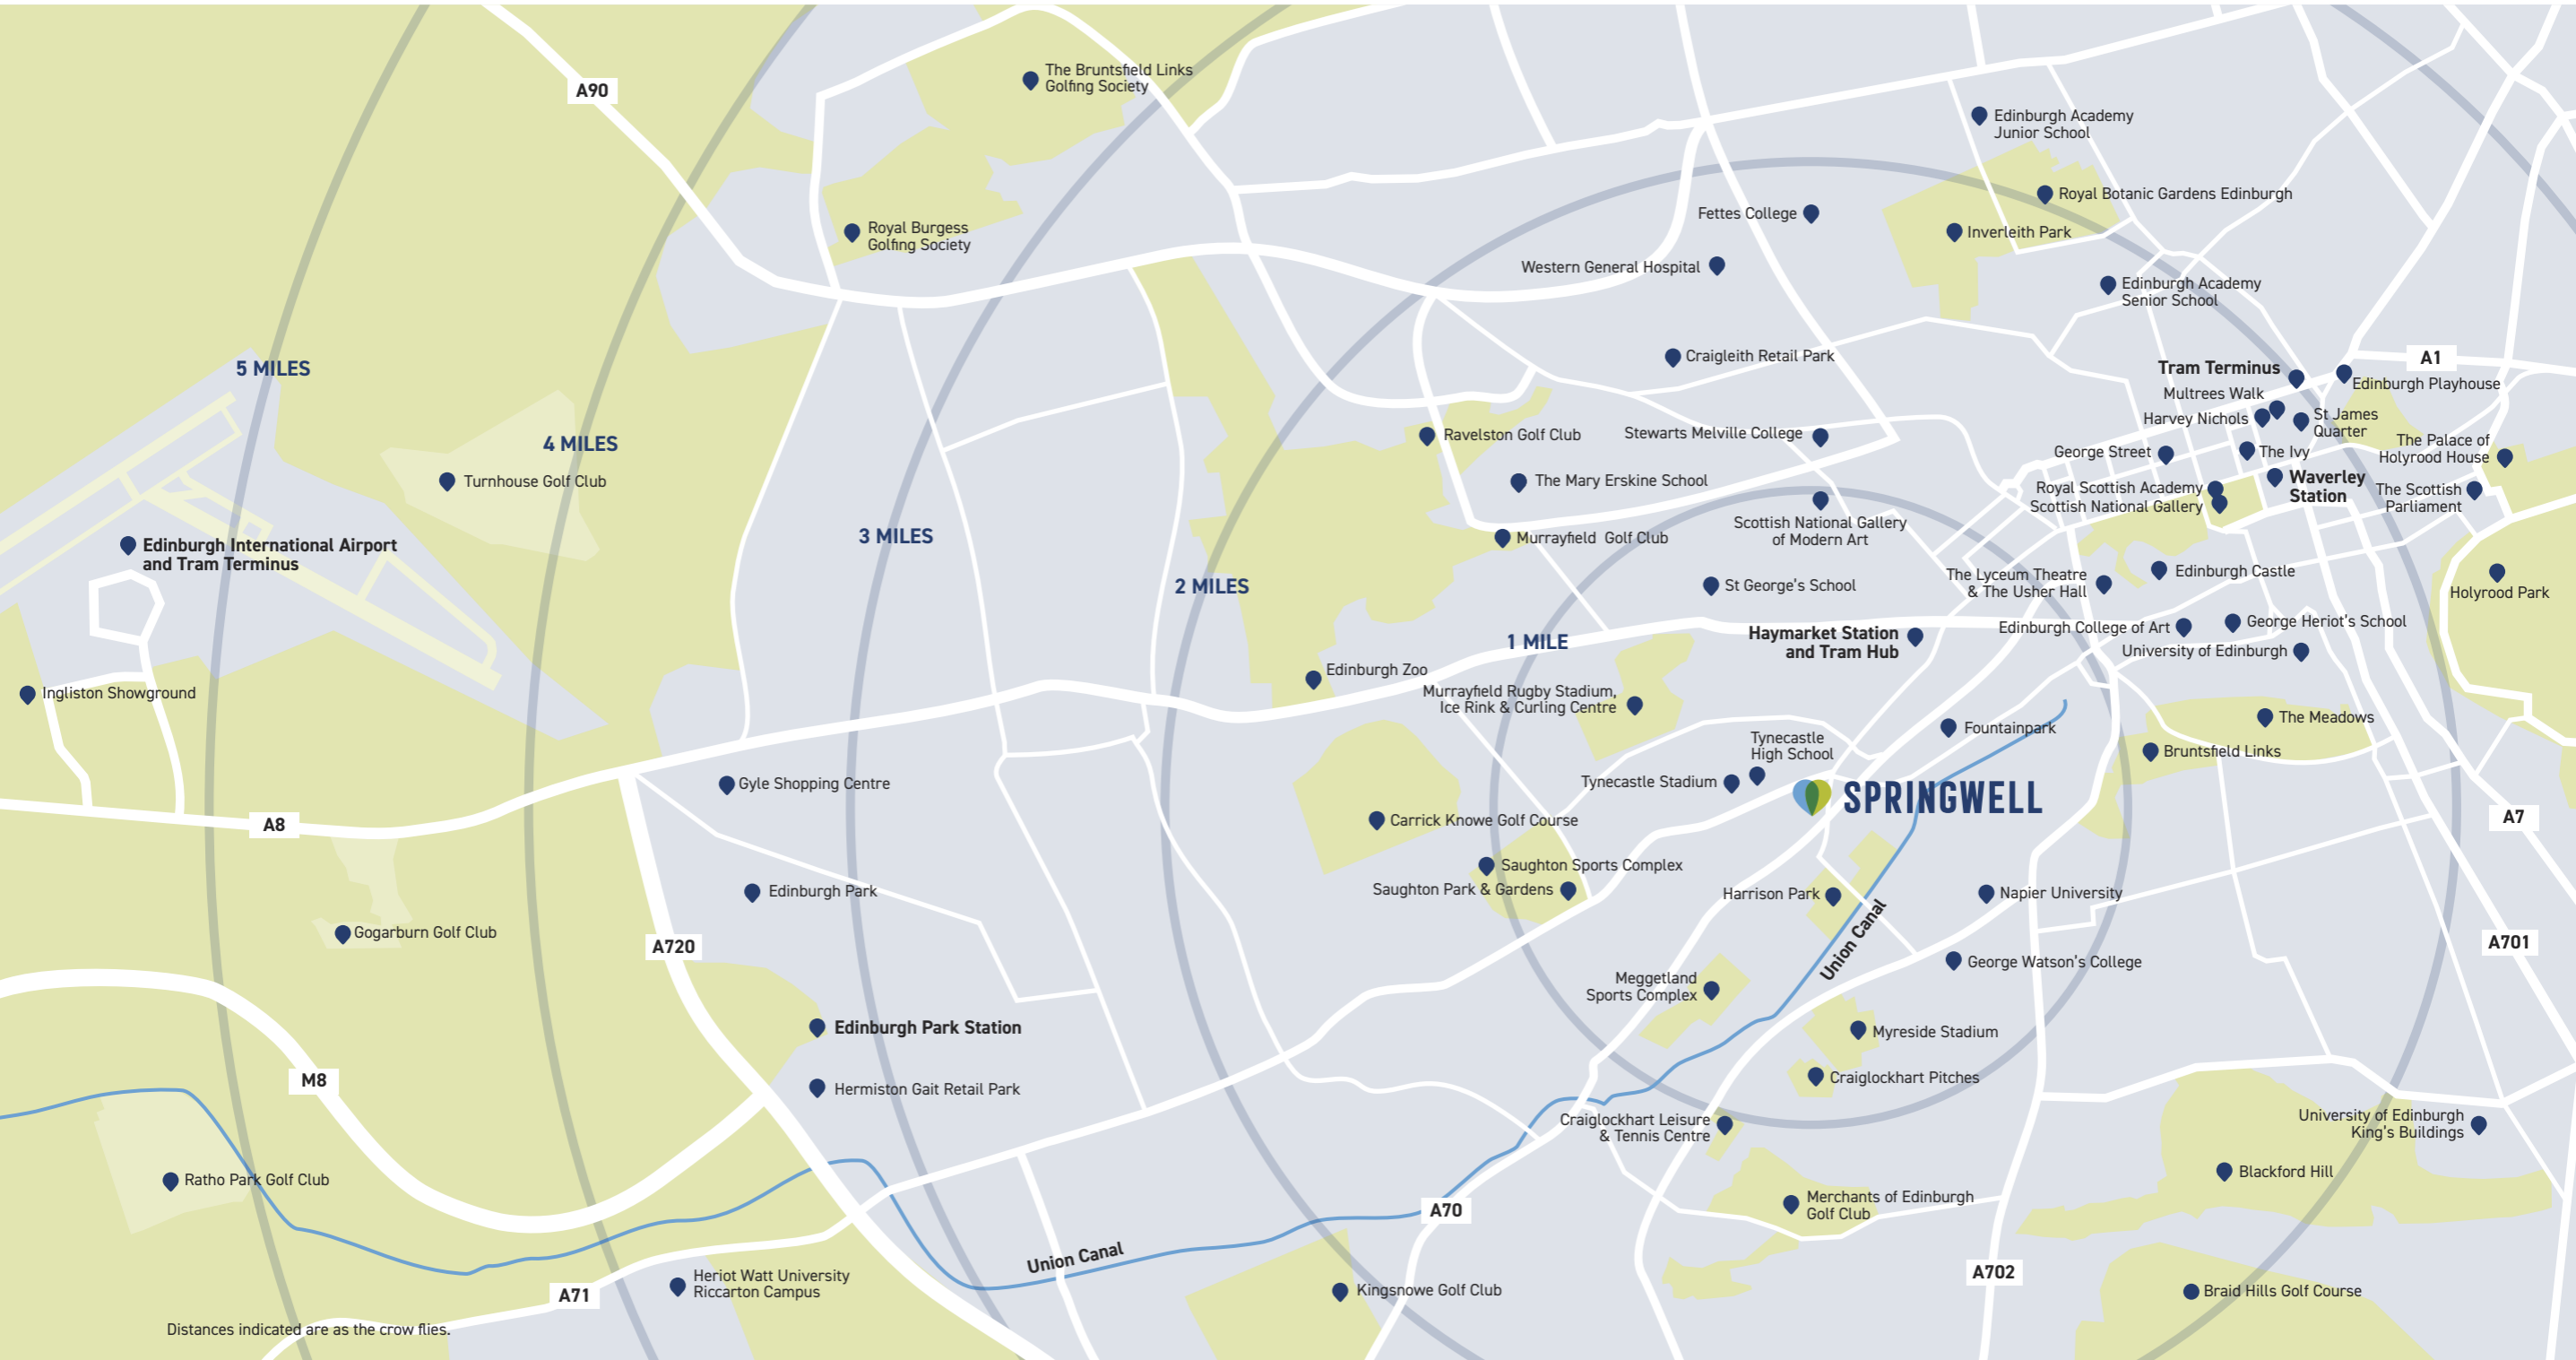 A90
The Bruntsfield Links
Golfing Society
Edinburgh Academy
Junior School
Royal Botanic Gardens Edinburgh
Fettes College
Royal Burgess
Golfing Society
Inverleith Park
Western General Hospital
Edinburgh Academy
Senior School
Craigleith Retail Park
A1
5 MILES
Tram Terminus
Edinburgh Playhouse
Multrees Walk
Harvey Nichols
St James
Quarter
4 MILES
Ravelston Golf Club
Stewarts Melville College
George Street
The Ivy
The Palace of
Holyrood House
Turnhouse Golf Club
The Mary Erskine School
Royal Scottish Academy
Scottish National Gallery
Waverley
Station
The Scottish
Parliament
3 MILES
Murrayfield Golf Club
Scottish National Gallery
of Modern Art
Edinburgh International Airport
and Tram Terminus
2 MILES
St George's School
The Lyceum Theatre
& The Usher Hall
Edinburgh Castle
Holyrood Park
1 MILE
Haymarket Station
and Tram Hub
Edinburgh College of Art
George Heriot's School
University of Edinburgh
Edinburgh Zoo
Ingliston Showground
Murrayfield Rugby Stadium,
Ice Rink & Curling Centre
Fountainpark
The Meadows
Tynecastle
High School
Bruntsfield Links
Gyle Shopping Centre
Tynecastle Stadium
SPRINGWELL
A8
Carrick Knowe Golf Course
A7
Saughton Sports Complex
Edinburgh Park
Saughton Park & Gardens
Harrison Park
Napier University
Gogarburn Golf Club
A720
Union Canal
A701
George Watson's College
Meggetland
Sports Complex
Edinburgh Park Station
Myreside Stadium
M8
Hermiston Gait Retail Park
Craiglockhart Pitches
Craiglockhart Leisure
& Tennis Centre
University of Edinburgh
King's Buildings
Ratho Park Golf Club
Blackford Hill
A70
Merchants of Edinburgh
Golf Club
Union Canal
A702
Heriot Watt University
Riccarton Campus
A71
Kingsnowe Golf Club
Braid Hills Golf Course
Distances indicated are as the crow flies.